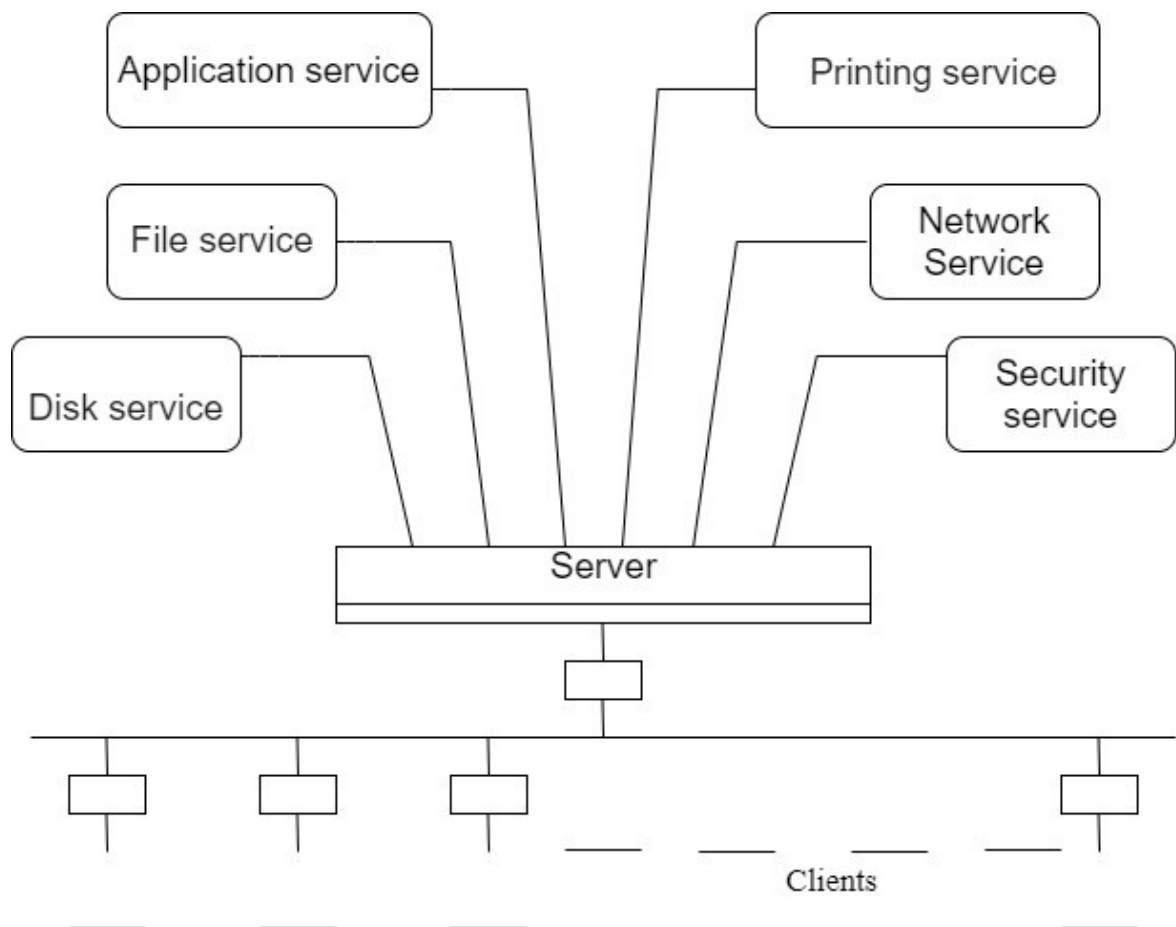 Application service
Printing service
File service
Network
Service
Disk service
Security
service
Server
Clients